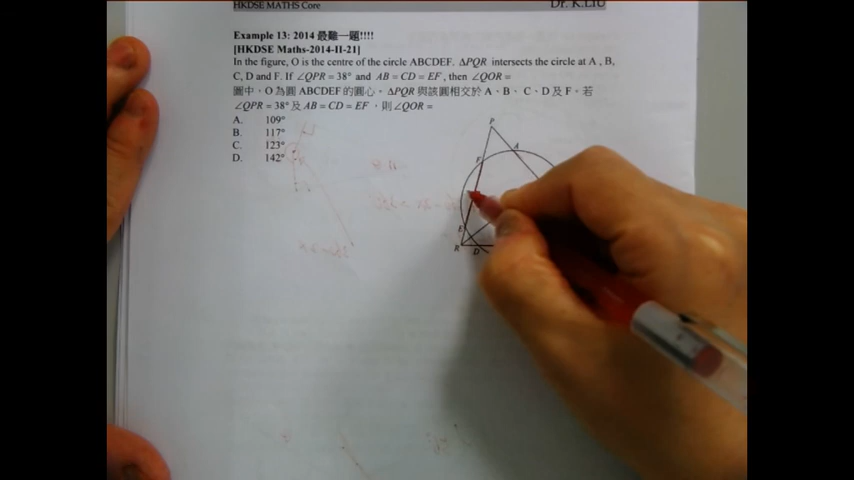 HKDSE MATHS Core
Dr. K.LIU
Example 13: 2014 最難一題!!!!
[HKDSE Maths-2014-II-21]
In the figure, O is the centre of the circle ABCDEF. ΔPQR intersects the circle at A , B,
C, D and F. If ∠QPR = 38° and AB = CD = EF, then ∠QOR =
圖中，O 為圓 ABCDEF 的圓心。ΔPQR 與該圓相交於 A、B、 C、D 及 F。若
∠QPR = 38° 及 AB = CD = EF ，則∠QOR =
A. 109°
B. 117°
C. 123°
D. 142°
P
A
F
E
R
D